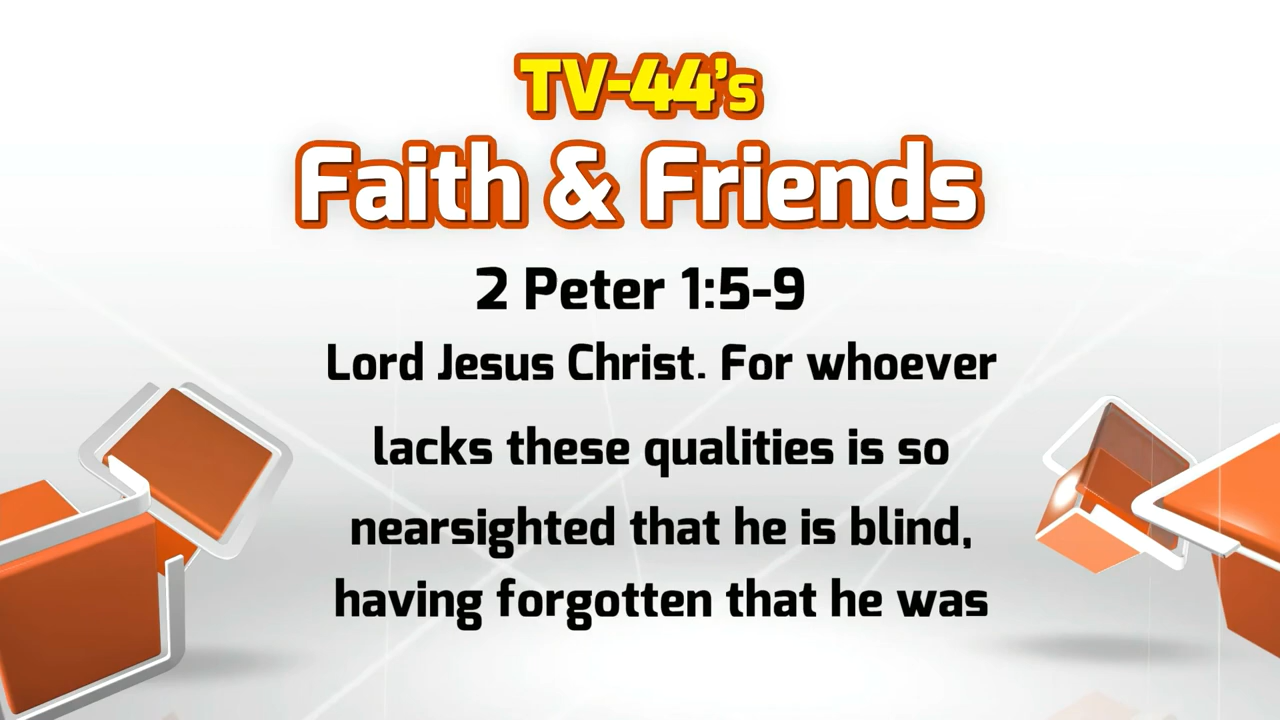 TV-44's
Faith & Friends
2 Peter 1:5-9
Lord Jesus Christ. For whoever
lacks these qualities is so
nearsighted that he is blind,
having forgotten that he was